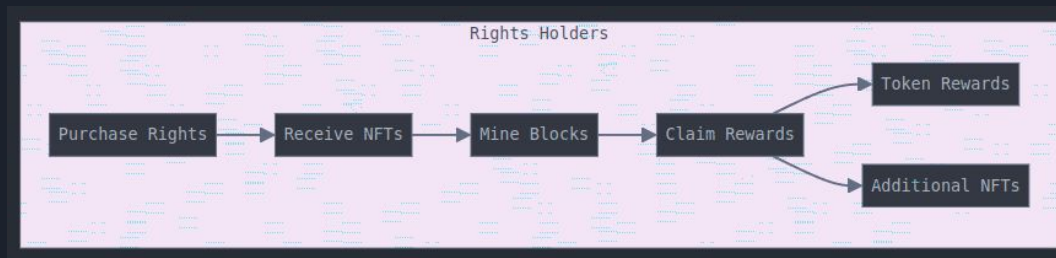 Rights Holders
Purchase Rights
Receive NFTs
Mine Blocks
Claim Rewards
Token Rewards
Additional NFTs